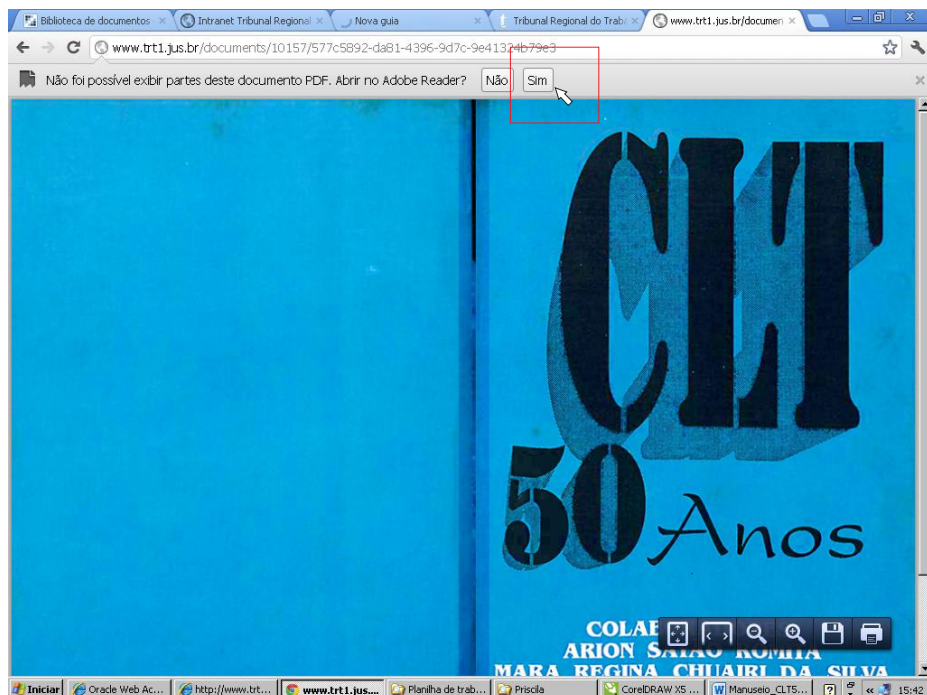 Biblioteca de documentos
Intranet Tribunal Regional
Nova guia
Tribunal Regional do Trab
www.trt1.jus.br/documen
www.trt1.jus.br/documents/10157/577c5892-da81-4396-9d7c-9e41324b79e3
Não foi possível exibir partes deste documento PDF. Abrir no Adobe Reader? Não Sim
CLT
50 Anos
COLAB
ARION SAYÃO ROMITA
MARA REGINA CHUAIRI DA SILVA
Iniciar
Oracle Web Ac...
http://www.trt...
www.trt1.jus....
Planilha de trab...
Priscila
CorelDRAW X5 ...
Manuseio_CLT5...
15:42